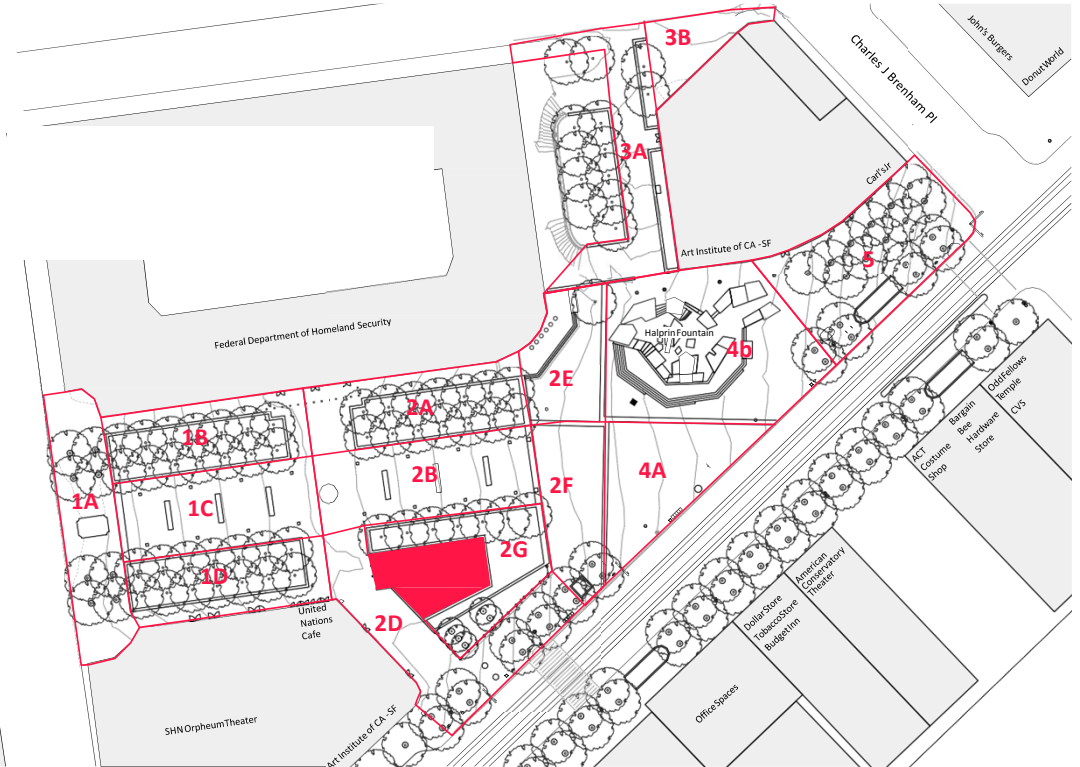 3B
Charles J Brenham Pl
John's Burgers
Donut World
3A
Carl's Jr
Art Institute of CA -SF
5
Federal Department of Homeland Security
Halprin Fountain
4b
2E
2A
1B
2B
2F
4A
1A
1C
2G
1D
2D
United
Nations
Cafe
SHN Orpheum Theater
Art Institute of CA -SF
Odd Fellows
Temple
CVS
Bargain
Bee
Hardware
Store
ACT
Costume
Shop
American
Conservatory
Theater
Dollar Store
Tobacco Store
Budget Inn
Office Spaces